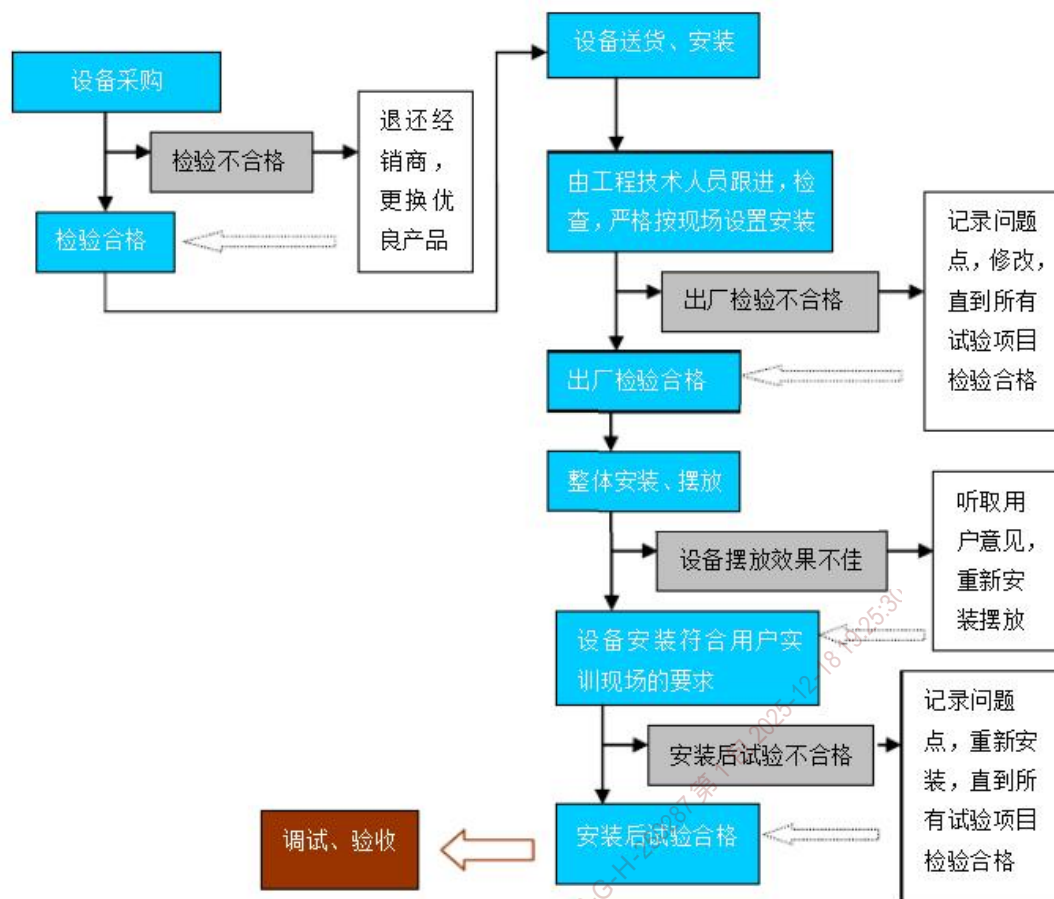 设备采购
检验不合格
退还经
销商，
更换优
良产品
检验合格
设备送货、安装
由工程技术人员跟进，检
查，严格按现场设置安装
出厂检验不合格
记录问题
点，修改，
直到所有
试验项目
检验合格
出厂检验合格
整体安装、摆放
设备摆放效果不佳
听取用
户意见，
重新安
装摆放
设备安装符合用户实
训现场的要求
安装后试验不合格
记录问题
点，重新安
装，直到所
有试验项目
检验合格
安装后试验合格
调试、验收